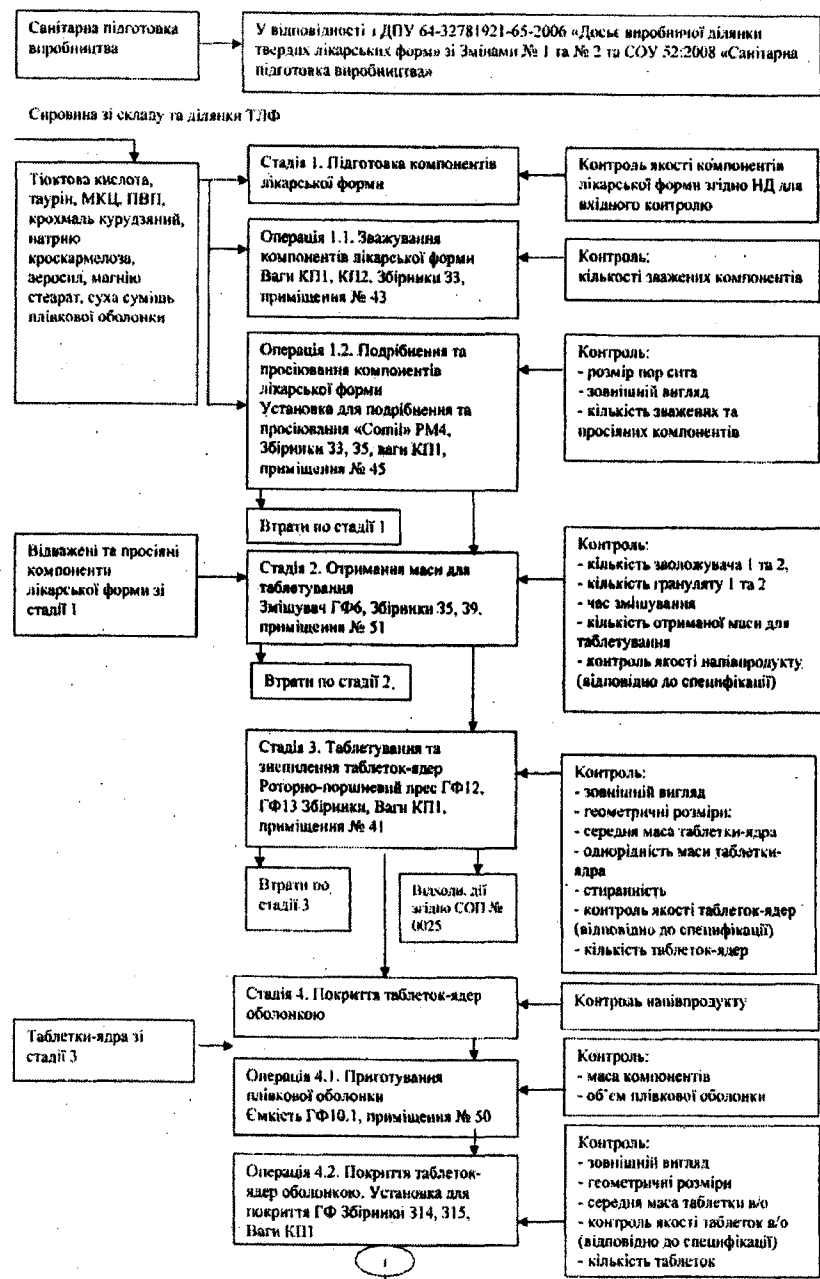 Санітарна підготовка
виробництва
У відповідності з ДПУ 64-32781921-65-2006 «Досьє виробничої ділянки
твердих лікарських форм» зі Змінами № 1 та № 2 та СОУ 52:2008 «Санітарна
підготовка виробництва»
Сировина зі складу та ділянки ТЛФ
Тіоктова кислота,
таурін, МКЦ, ПВП,
крохмаль курудзяний,
натрію
кроскармелоза,
аеросил, магнію
стеарат, суха суміш
плівкової оболонки
Стадія 1. Підготовка компонентів
лікарської форми
Контроль якості компонентів
лікарської форми згідно НД для
вхідного контролю
Операція 1.1. Зважування
компонентів лікарської форми
Ваги КП1, КП2, Збірники З3,
приміщення № 43
Контроль:
кількості зважених компонентів
Операція 1.2. Подрібнення та
просіювання компонентів
лікарської форми
Установка для подрібнення та
просіювання «Comil» РМ4,
Збірники З3, З5, ваги КП1,
приміщення № 45
Контроль:
- розмір пор сита
- зовнішній вигляд
- кількість зважених та
просіяних компонентів
Втрати по стадії 1
Відважені та просіяні
компоненти
лікарської форми зі
стадії 1
Стадія 2. Отримання маси для
таблетування
Змішувач ГФ6, Збірники З5, З9,
приміщення № 51
Контроль:
- кількість зволожувача 1 та 2,
- кількість грануляту 1 та 2
- час змішування
- кількість отриманої маси для
таблетування
- контроль якості напівпродукту
(відповідно до специфікації)
Втрати по стадії 2.
Стадія 3. Таблетування та
знепилення таблеток-ядер
Роторно-поршневий прес ГФ12,
ГФ13 Збірники, Ваги КП1,
приміщення № 41
Контроль:
- зовнішній вигляд
- геометричні розміри;
- середня маса таблетки-ядра
- однорідність маси таблетки-
ядра
- стиранність
- контроль якості таблеток-ядер
(відповідно до специфікації)
- кількість таблеток-ядер
Втрати по
стадії 3
Відходи, дії
згідно СОП №
0025
Стадія 4. Покриття таблеток-ядер
оболонкою
Контроль напівпродукту
Таблетки-ядра зі
стадії 3
Операція 4.1. Приготування
плівкової оболонки
Ємкість ГФ10.1, приміщення № 50
Контроль:
- маса компонентів
- об'єм плівкової оболонки
Операція 4.2. Покриття таблеток-
ядер оболонкою. Установка для
покриття ГФ Збірники З14, З15,
Ваги КП1
Контроль:
- зовнішній вигляд
- геометричні розміри
- середня маса таблетки в/о
- контроль якості таблеток в/о
(відповідно до специфікації)
- кількість таблеток